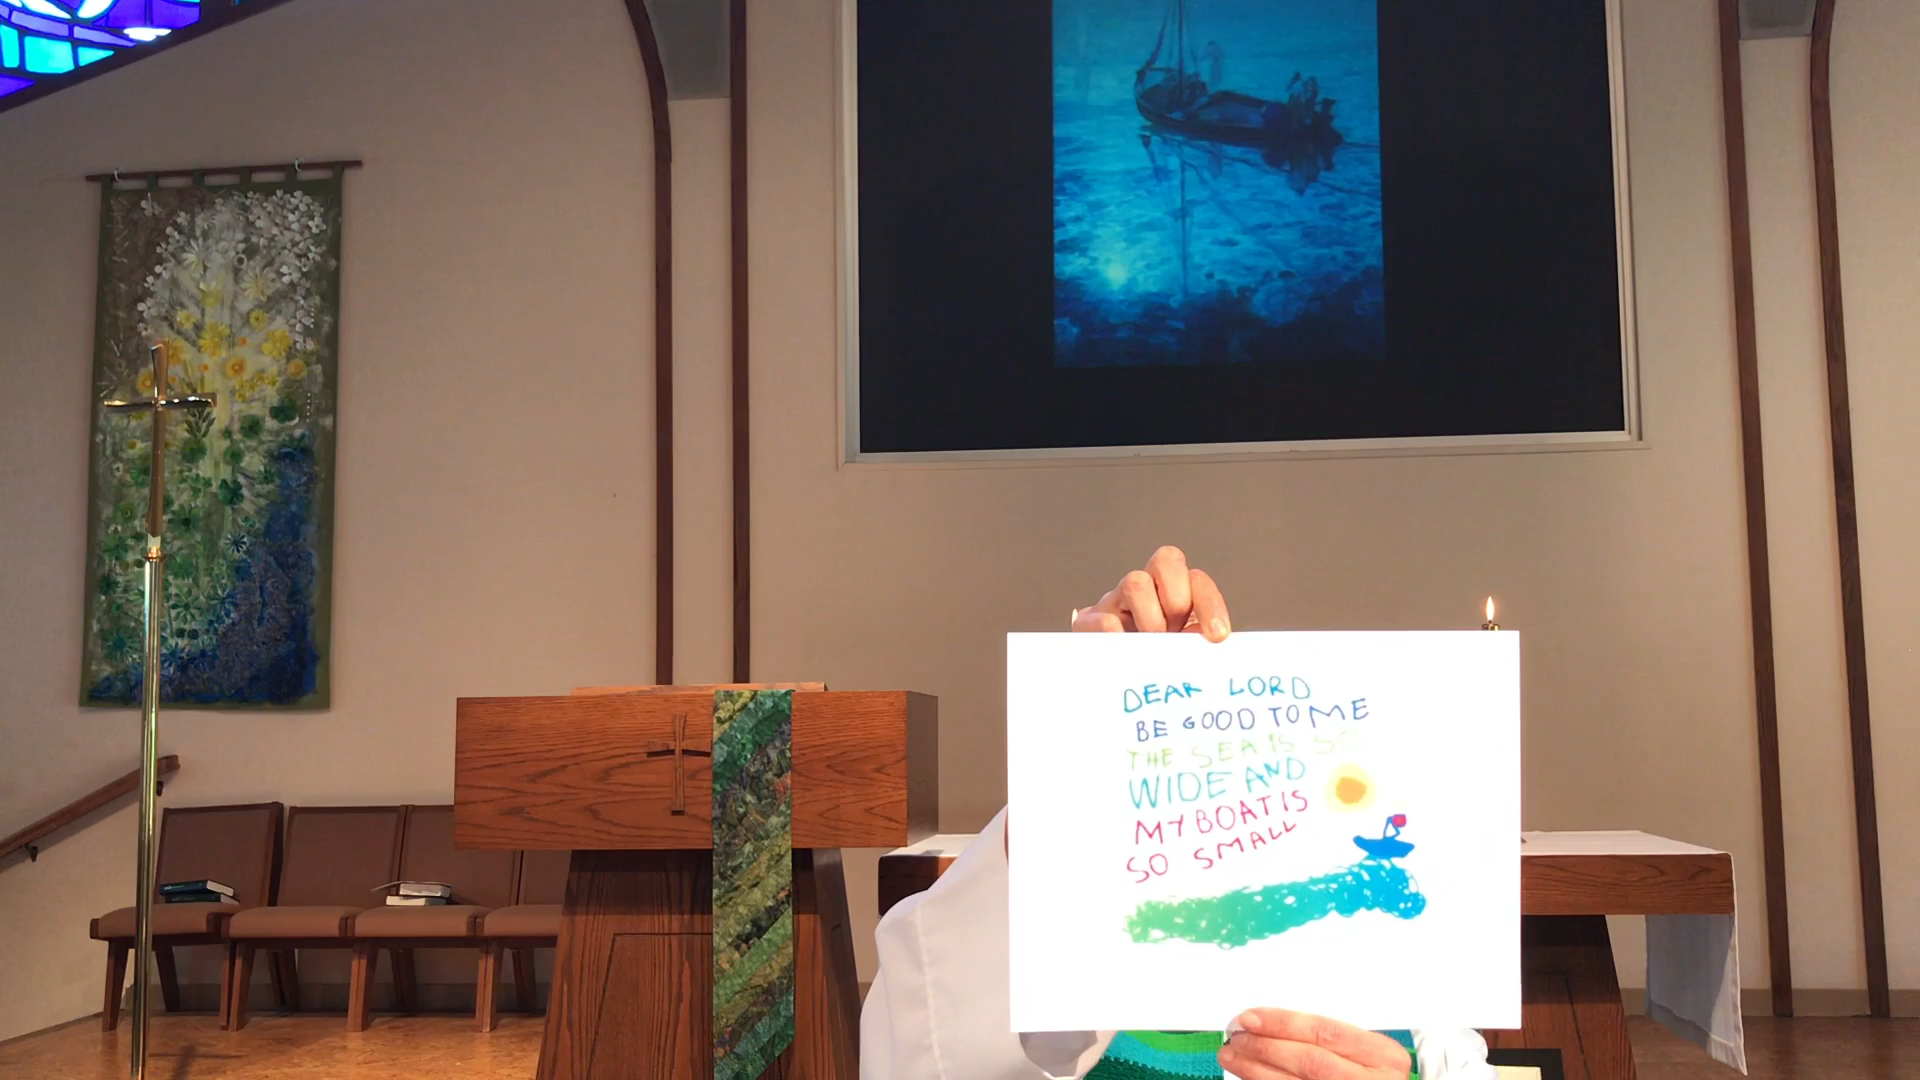 DEAR LORD
BE GOOD TO ME
THE SEA IS SO
WIDE AND
MY BOAT IS
SO SMALL